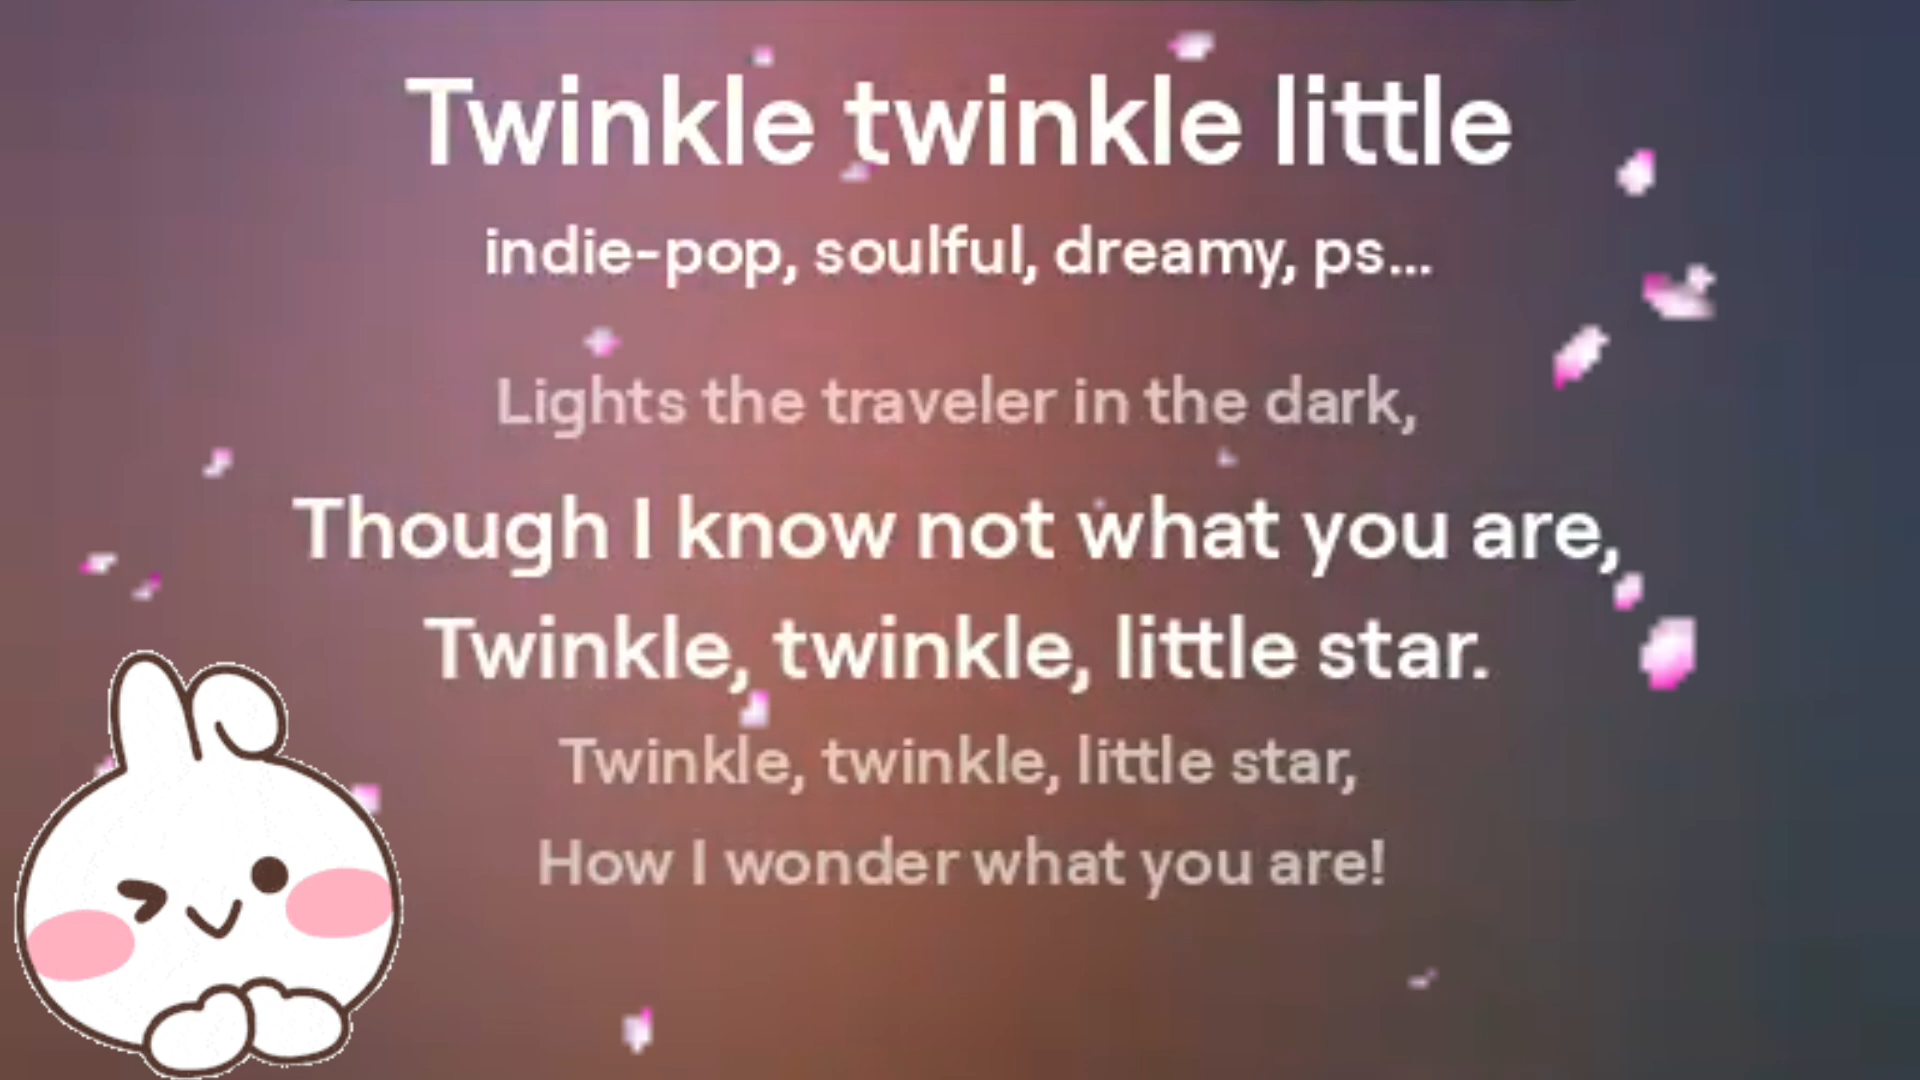 Twinkle twinkle little
indie-pop, soulful, dreamy, ps...
Lights the traveler in the dark,
Though I know not what you are,
Twinkle, twinkle, little star.
Twinkle, twinkle, little star,
How I wonder what you are!